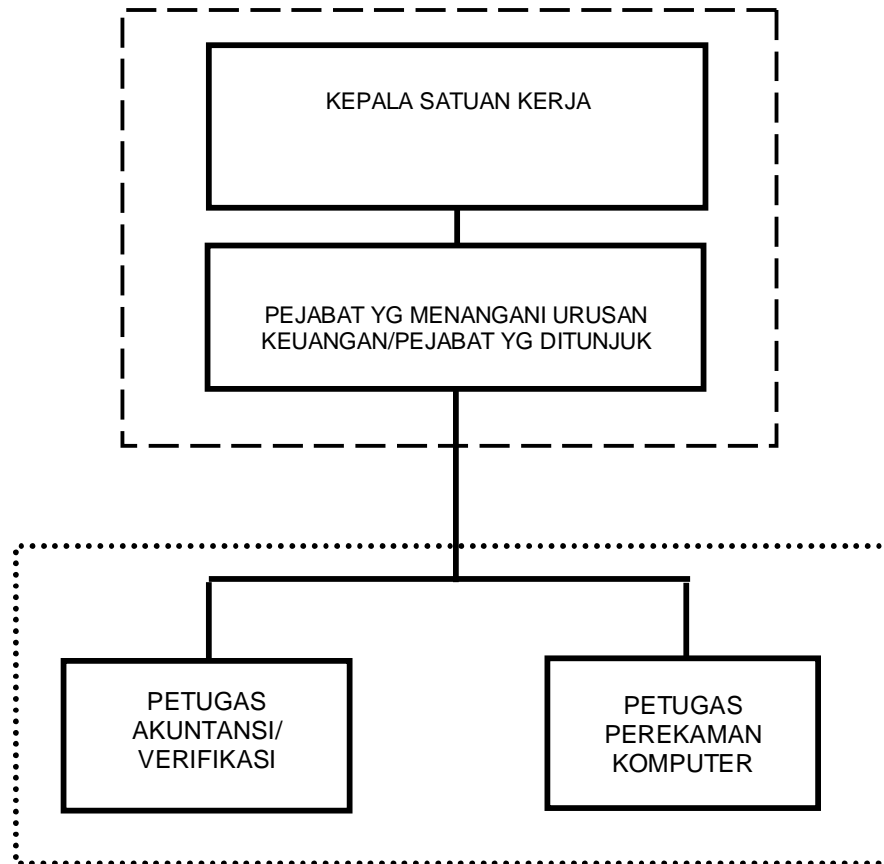 KEPALA SATUAN KERJA
PEJABAT YG MENANGANI URUSAN
KEUANGAN/PEJABAT YG DITUNJUK
PETUGAS
AKUNTANSI/
VERIFIKASI
PETUGAS
PEREKAMAN
KOMPUTER